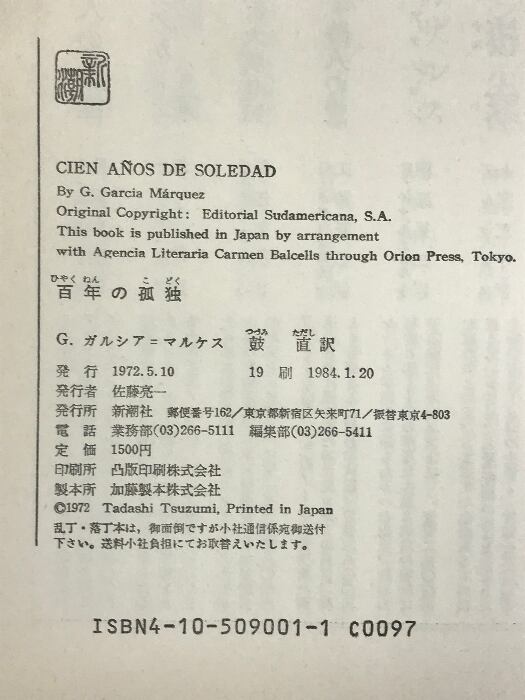 新潮
CIEN AÑOS DE SOLEDAD
By G. Garcia Márquez
Original Copyright: Editorial Sudamericana, S.A.
This book is published in Japan by arrangement
with Agencia Literaria Carmen Balcells through Orion Press, Tokyo.
ひゃく ねん こ どく
百年の孤独
つづみ ただし
G. ガルシア=マルケス 鼓 直訳
発行 1972.5.10 19刷 1984.1.20
発行者 佐藤亮一
発行所 新潮社 郵便番号162/東京都新宿区矢来町71/振替東京4-803
電話 業務部(03)266-5111 編集部(03)266-5411
定価 1500円
印刷所 凸版印刷株式会社
製本所 加藤製本株式会社
©1972 Tadashi Tsuzumi, Printed in Japan
乱丁・落丁本は,御面倒ですが小社通信係宛御送付
下さい。送料小社負担にてお取替えいたします。
ISBN4-10-509001-1 C0097